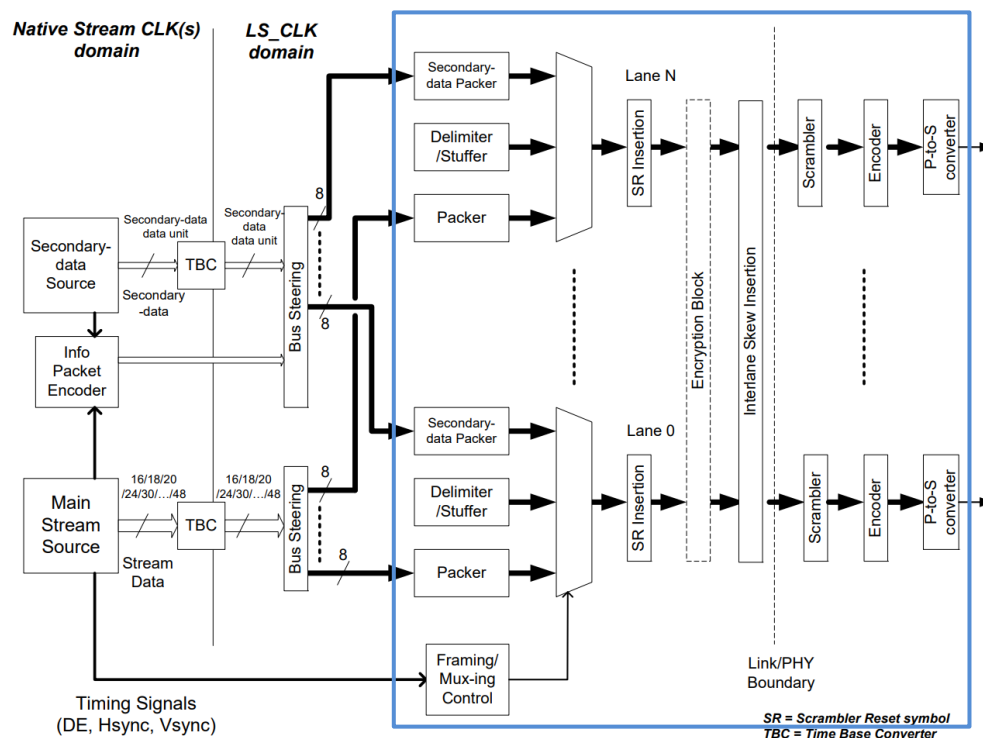 Native Stream CLK(s)
domain
LS_CLK
domain
Secondary-
data Packer
Delimiter
/Stuffer
Packer
Lane N
SR Insertion
Encryption Block
Interlane Skew Insertion
Scrambler
Encoder
P-to-S
converter
8
8
Secondary-data
data unit
Secondary-
data
data unit
Secondary-
data
Source
TBC
Secondary
-data
Bus Steering
Info
Packet
Encoder
Secondary-
data Packer
Delimiter
/Stuffer
Packer
Lane 0
SR Insertion
Scrambler
Encoder
P-to-S
converter
16/18/20
/24/30/…/48
16/18/20
/24/30/…/48
8
8
Main
Stream
Source
TBC
Stream
Data
Bus Steering
Framing/
Mux-ing
Control
Link/PHY
Boundary
Timing Signals
(DE, Hsync, Vsync)
SR = Scrambler Reset symbol
TBC = Time Base Converter